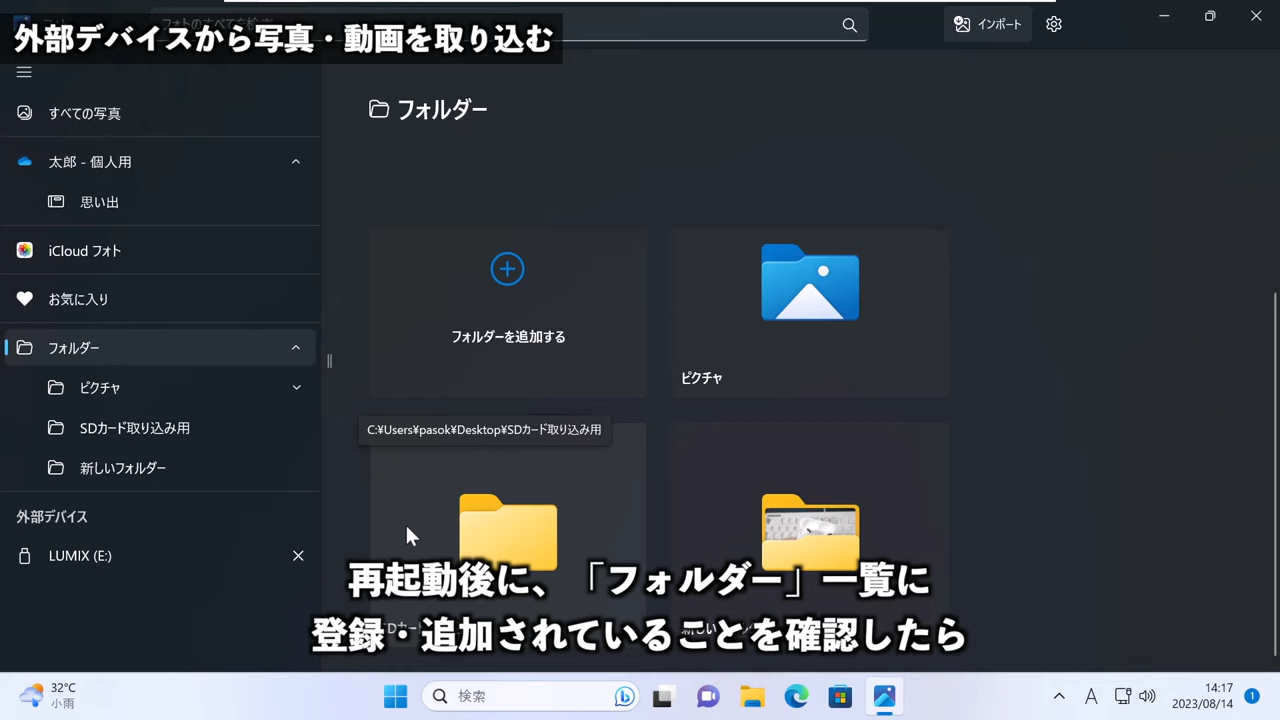 外部デバイスから写真・動画を取り込む
インポート
すべての写真
太郎 - 個人用
思い出
iCloud フォト
お気に入り
フォルダー
ピクチャ
SDカード取り込み用
新しいフォルダー
外部デバイス
LUMIX (E:)
フォルダー
フォルダーを追加する
ピクチャ
C:¥Users¥pasok¥Desktop¥SDカード取り込み用
再起動後に、「フォルダー」一覧に
登録・追加されていることを確認したら
32°C
小雨
検索
A
14:17
2023/08/14
1